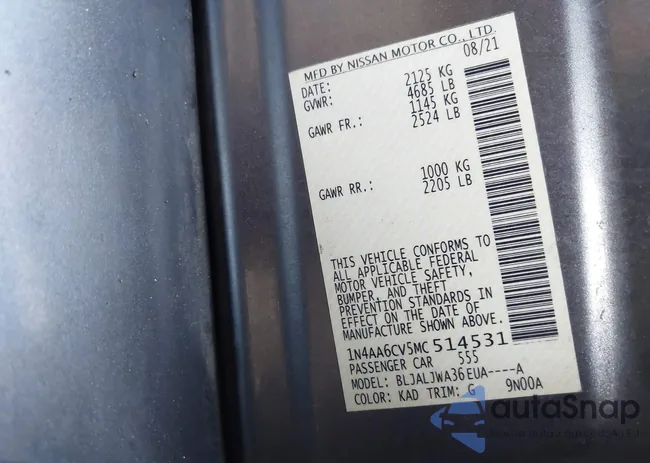 MFD BY NISSAN MOTOR CO., LTD.
DATE: 08/21
GVWR: 2125 KG
4685 LB
GAWR FR.: 1145 KG
2524 LB
GAWR RR.: 1000 KG
2205 LB
THIS VEHICLE CONFORMS TO
ALL APPLICABLE FEDERAL
MOTOR VEHICLE SAFETY,
BUMPER, AND THEFT
PREVENTION STANDARDS IN
EFFECT ON THE DATE OF
MANUFACTURE SHOWN ABOVE.
1N4AA6CV5MC514531
PASSENGER CAR 555
MODEL: BLJALJWA36EUA----A
COLOR: KAD TRIM: G 9N00A
autaSnap